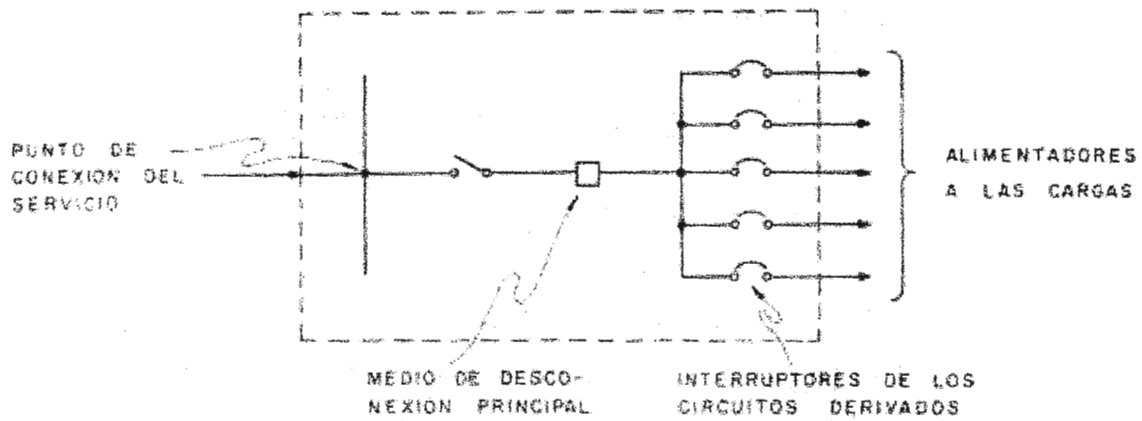 PUNTO DE
CONEXION DEL
SERVICIO
ALIMENTADORES
A LAS CARGAS
MEDIO DE DESCO-
NEXION PRINCIPAL
INTERRUPTORES DE LOS
CIRCUITOS DERIVADOS